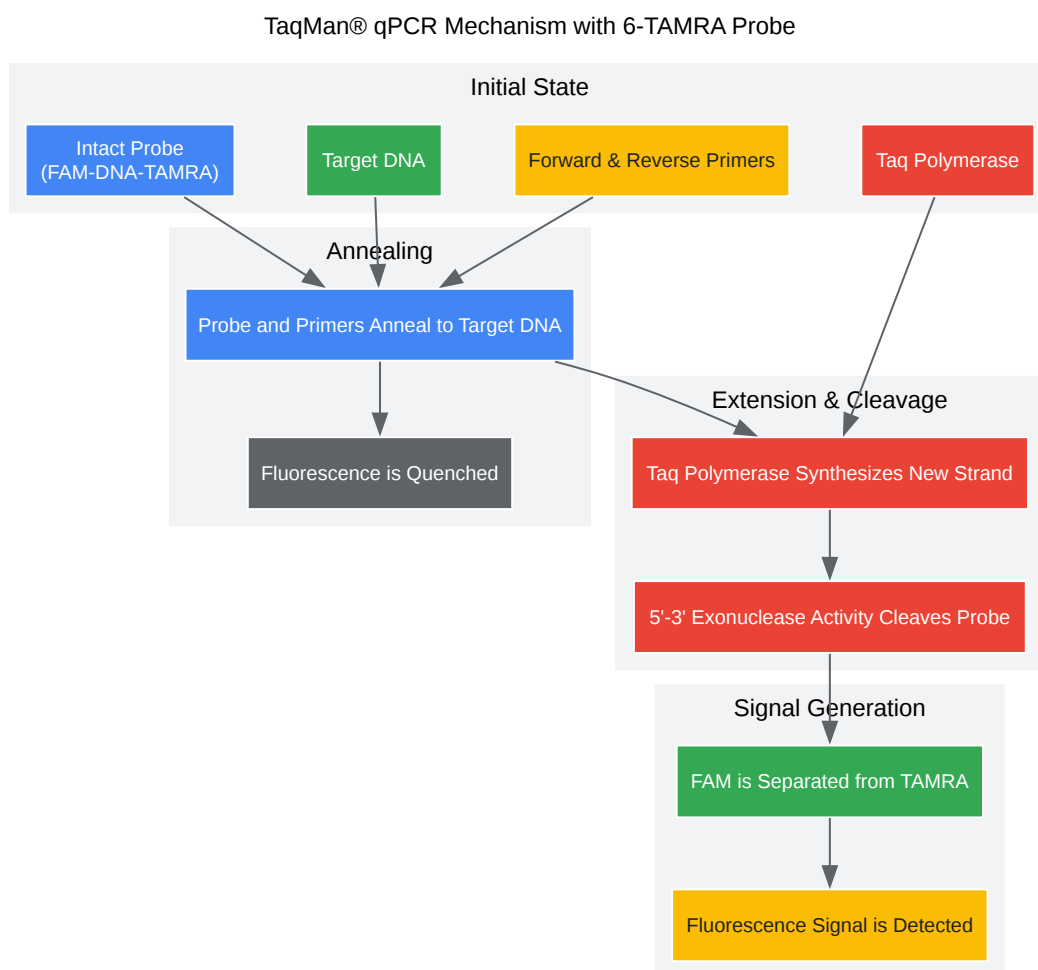 TaqMan® qPCR Mechanism with 6-TAMRA Probe
Initial State
Intact Probe
(FAM-DNA-TAMRA)
Target DNA
Forward & Reverse Primers
Taq Polymerase
Annealing
Probe and Primers Anneal to Target DNA
Fluorescence is Quenched
Extension & Cleavage
Taq Polymerase Synthesizes New Strand
5'-3' Exonuclease Activity Cleaves Probe
Signal Generation
FAM is Separated from TAMRA
Fluorescence Signal is Detected